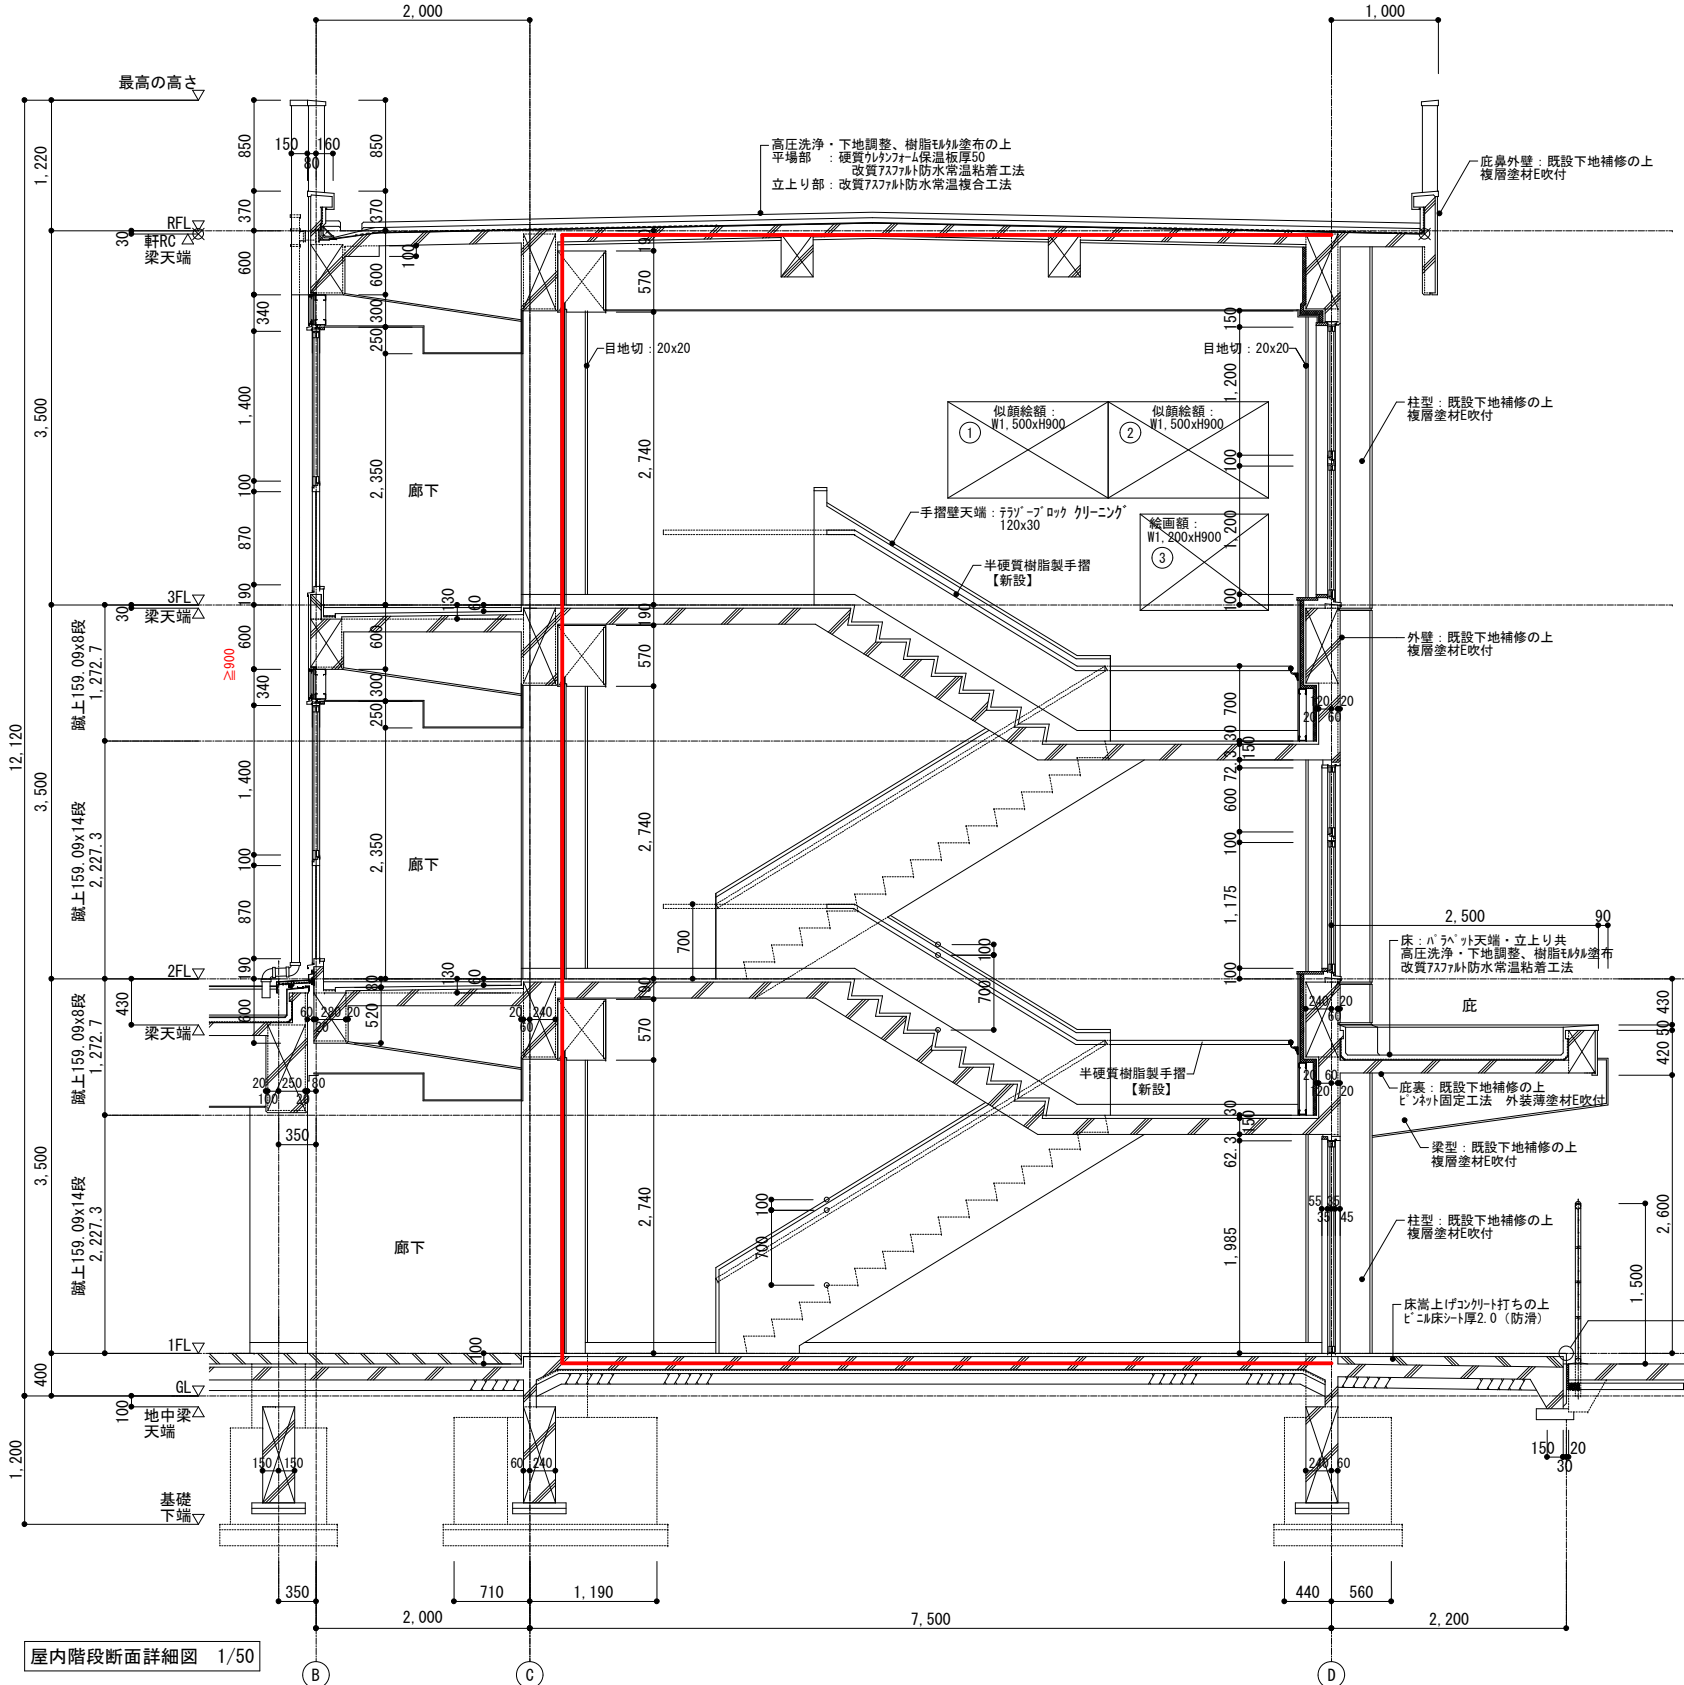 2,000
1,000
最高の高さ
1,220
850
150
160
80
850
高圧洗浄・下地調整、樹脂ﾓﾙﾀﾙ塗布の上
平場部　：硬質ｳﾚﾀﾝﾌｫｰﾑ保温板厚50
改質ｱｽﾌｧﾙﾄ防水常温粘着工法
立上り部：改質ｱｽﾌｧﾙﾄ防水常温複合工法
庇鼻外壁：既設下地補修の上
複層塗材E吹付
370
370
RFL
30
軒RC
梁天端
600
600
100
570
340
300
250
150
目地切：20x20
目地切：20x20
3,500
1,400
1,200
似顔絵額：
W1,500xH900
①
似顔絵額：
W1,500xH900
②
柱型：既設下地補修の上
複層塗材E吹付
2,740
100
100
2,350
廊下
手摺壁天端：ﾃﾗｿﾞｰﾌﾞﾛｯｸ ｸﾘｰﾆﾝｸﾞ
120x30
絵画額：
W1,200xH900
③
870
1,200
半硬質樹脂製手摺
【新設】
190
130
60
100
3FL
30
梁天端
190
600
600
570
外壁：既設下地補修の上
複層塗材E吹付
蹴上159.09x8段
1,272.7
≧900
340
300
250
700
120
20
20
60
30
150
72.3
12,120
3,500
1,400
600
蹴上159.09x14段
2,227.3
2,740
100
100
2,350
廊下
870
1,175
700
2,500
90
床：ﾊﾟﾗﾍﾟｯﾄ天端・立上り共
高圧洗浄・下地調整、樹脂ﾓﾙﾀﾙ塗布
改質ｱｽﾌｧﾙﾄ防水常温粘着工法
100
190
130
60
100
2FL
430
80
190
700
600
60
280
20
20
520
20
240
60
570
240
20
60
庇
430
50
420
梁天端
蹴上159.09x8段
1,272.7
20
250
80
100
20
半硬質樹脂製手摺
【新設】
20
60
120
20
庇裏：既設下地補修の上
ﾋﾟﾝﾈｯﾄ固定工法　外装薄塗材E吹付
350
30
150
62.3
梁型：既設下地補修の上
複層塗材E吹付
3,500
蹴上159.09x14段
2,227.3
2,740
100
700
55
35
35
45
廊下
1,985
柱型：既設下地補修の上
複層塗材E吹付
2,600
1,500
床嵩上げｺﾝｸﾘｰﾄ打ちの上
ﾋﾞﾆﾙ床ｼｰﾄ厚2.0（防滑）
1FL
100
400
GL
100
地中梁
天端
1,200
150
150
60
240
240
60
150
20
30
基礎
下端
350
710
1,190
440
560
2,000
7,500
2,200
屋内階段断面詳細図　1/50
B
C
D